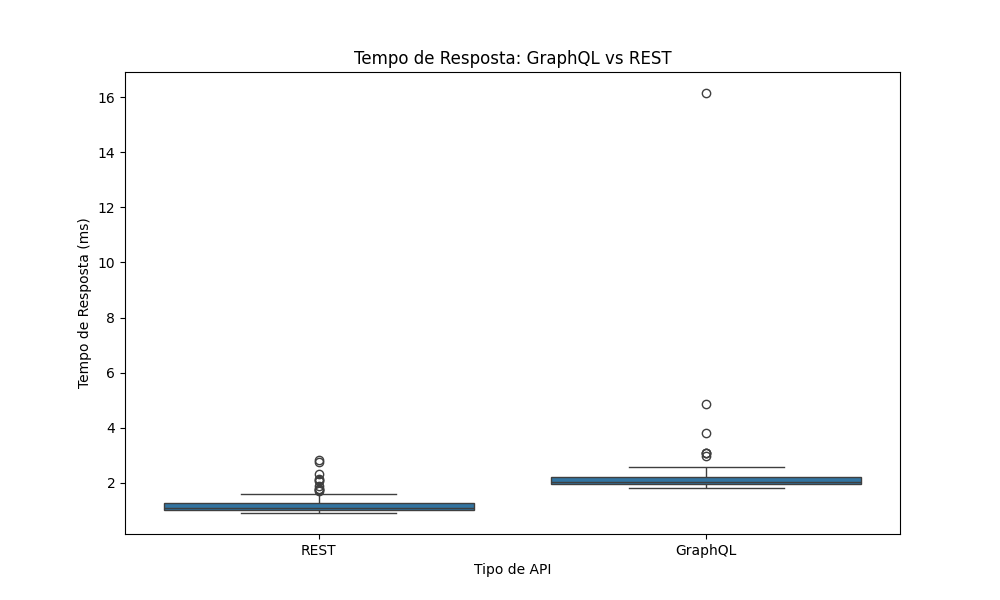 Tempo de Resposta: GraphQL vs REST
Tempo de Resposta (ms)
16
14
12
10
8
6
4
2
REST
GraphQL
Tipo de API